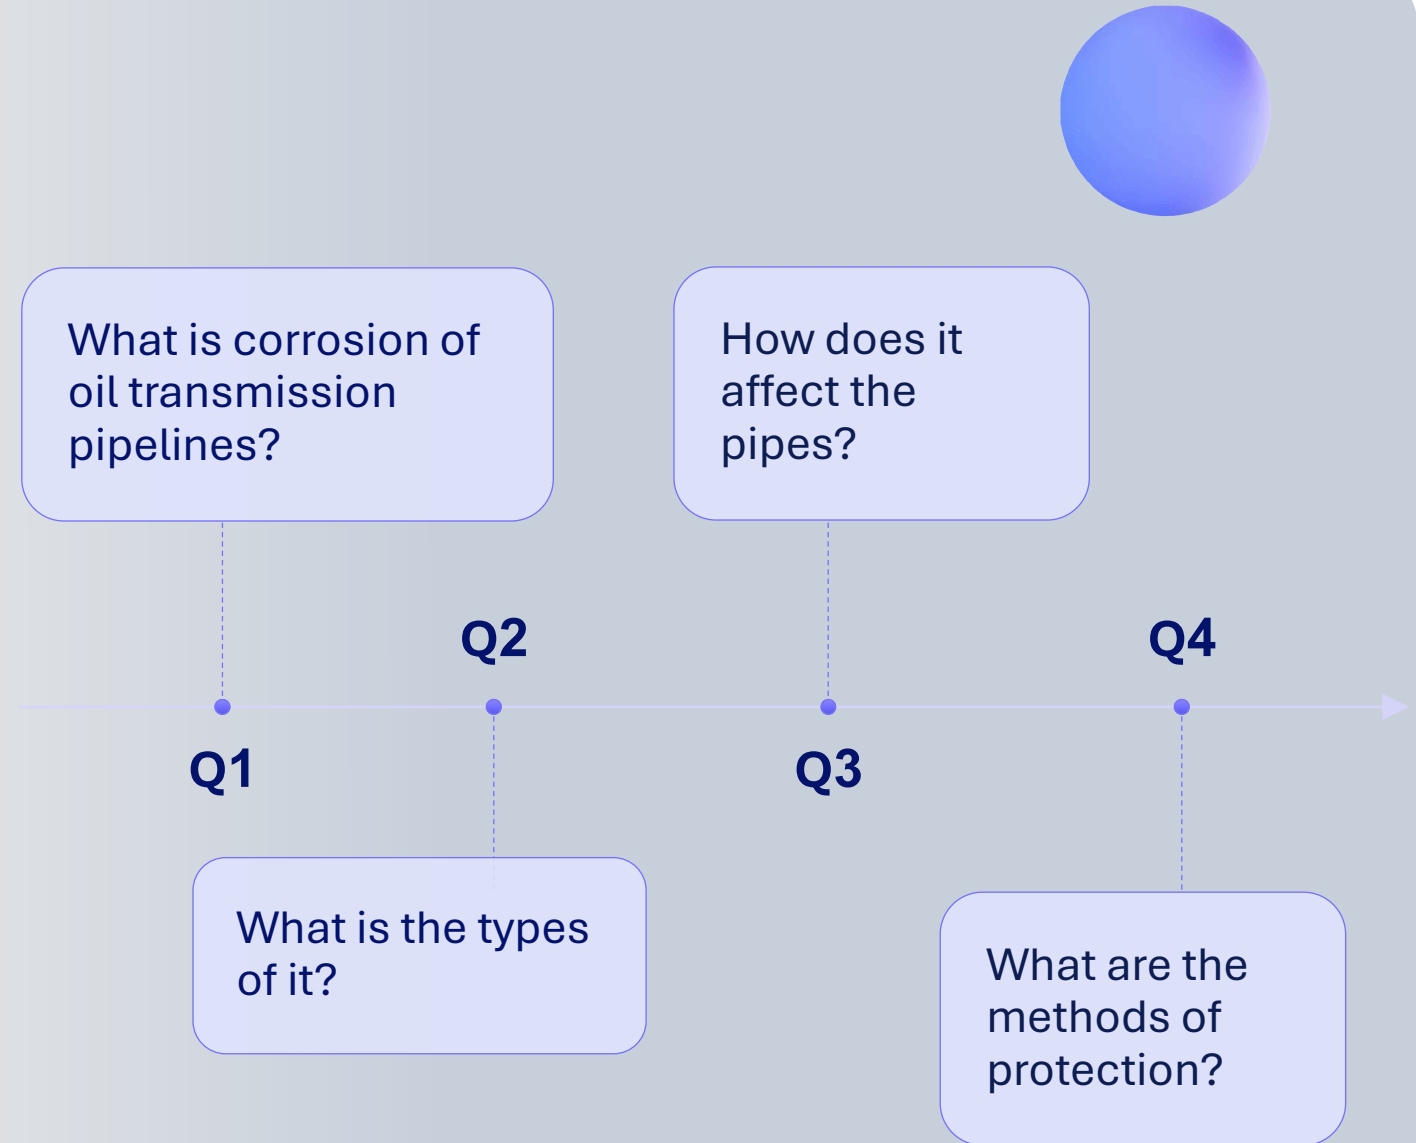 What is corrosion of
oil transmission
pipelines?
Q1
Q2
What is the types
of it?
How does it
affect the
pipes?
Q3
Q4
What are the
methods of
protection?